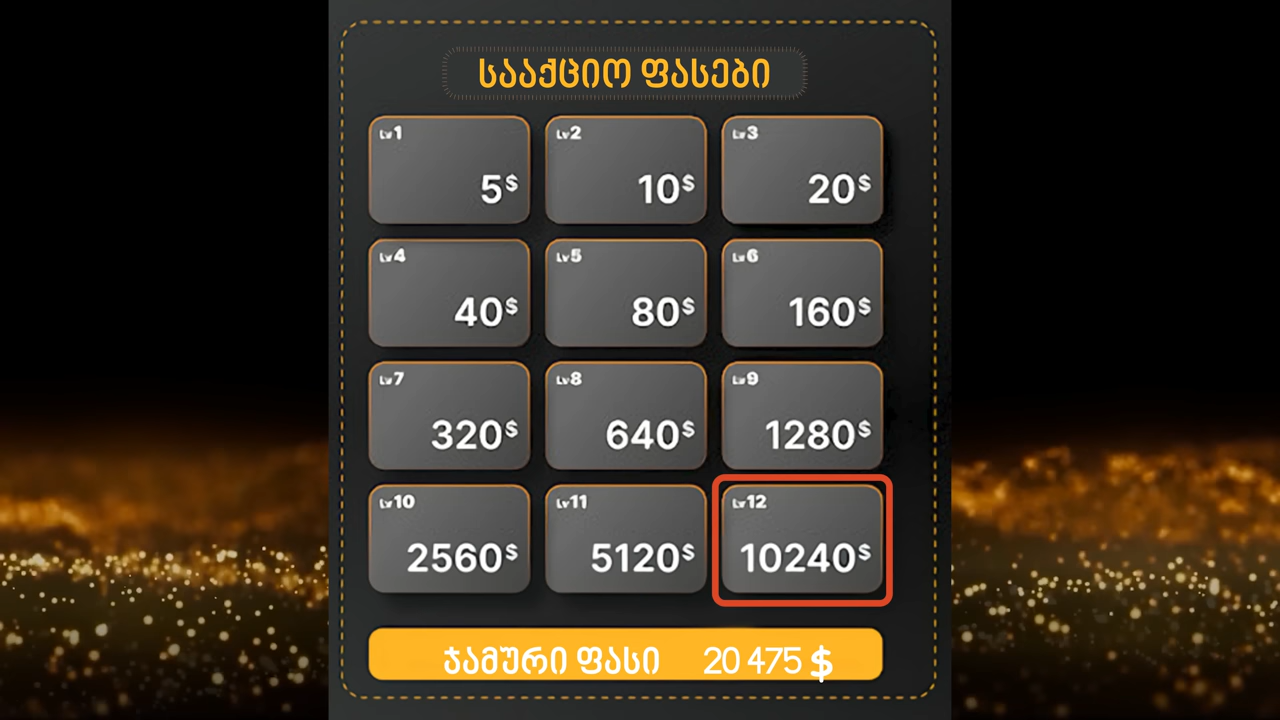 სააქციო ფასები
Lv1 Lv2 Lv3
5$ 10$ 20$
Lv4 Lv5 Lv6
40$ 80$ 160$
Lv7 Lv8 Lv9
320$ 640$ 1280$
Lv10 Lv11 Lv12
2560$ 5120$ 10240$
ჯამური ფასი 20 475 $